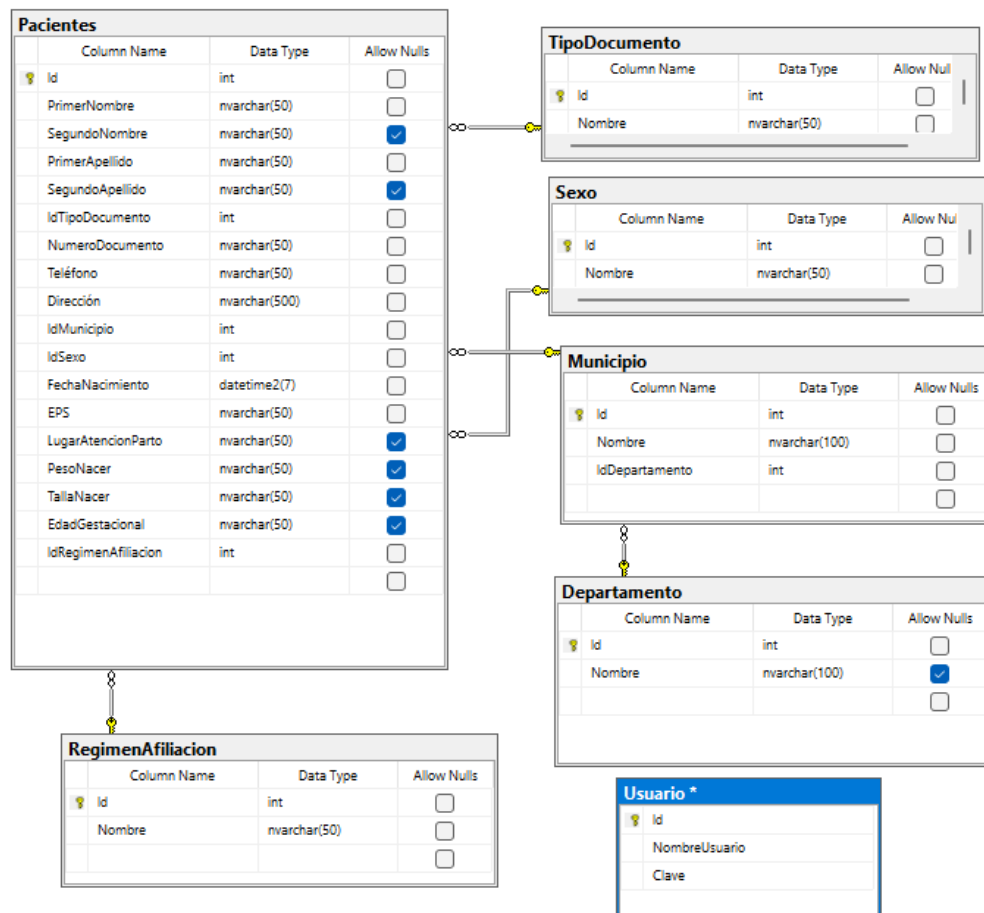 Pacientes
Column Name Data Type Allow Nulls
Id int
PrimerNombre nvarchar(50)
SegundoNombre nvarchar(50)
PrimerApellido nvarchar(50)
SegundoApellido nvarchar(50)
IdTipoDocumento int
NumeroDocumento nvarchar(50)
Teléfono nvarchar(50)
Dirección nvarchar(500)
IdMunicipio int
IdSexo int
FechaNacimiento datetime2(7)
EPS nvarchar(50)
LugarAtencionParto nvarchar(50)
PesoNacer nvarchar(50)
TallaNacer nvarchar(50)
EdadGestacional nvarchar(50)
IdRegimenAfiliacion int
TipoDocumento
Column Name Data Type Allow Nul
Id int
Nombre nvarchar(50)
Sexo
Column Name Data Type Allow Nul
Id int
Nombre nvarchar(50)
Municipio
Column Name Data Type Allow Nulls
Id int
Nombre nvarchar(100)
IdDepartamento int
Departamento
Column Name Data Type Allow Nulls
Id int
Nombre nvarchar(100)
RegimenAfiliacion
Column Name Data Type Allow Nulls
Id int
Nombre nvarchar(50)
Usuario *
Id
NombreUsuario
Clave